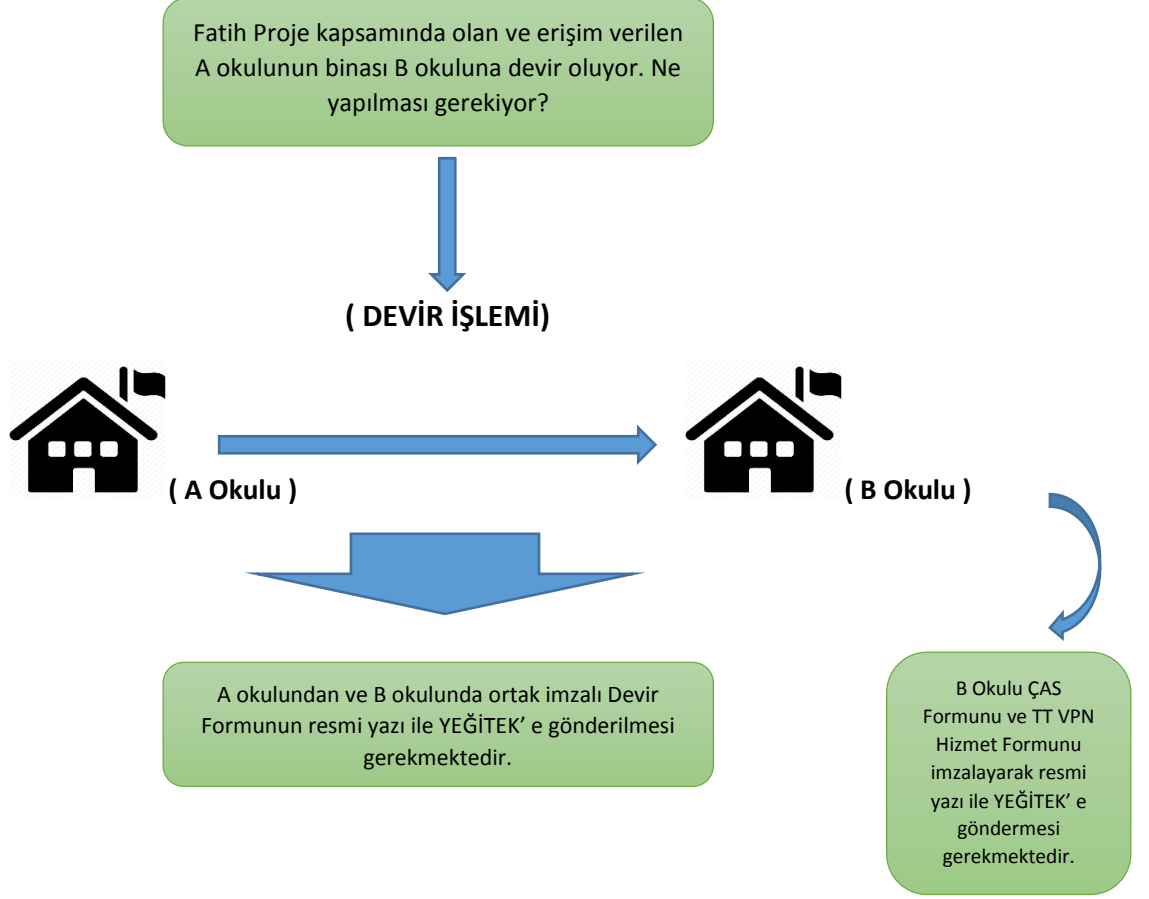 Fatih Proje kapsamında olan ve erişim verilen
A okulunun binası B okuluna devir oluyor. Ne
yapılması gerekiyor?
( DEVİR İŞLEMİ)
( A Okulu )
( B Okulu )
A okulundan ve B okulunda ortak imzalı Devir
Formunun resmi yazı ile YEĞİTEK’ e gönderilmesi
gerekmektedir.
B Okulu ÇAS
Formunu ve TT VPN
Hizmet Formunu
imzalayarak resmi
yazı ile YEĞİTEK’ e
göndermesi
gerekmektedir.